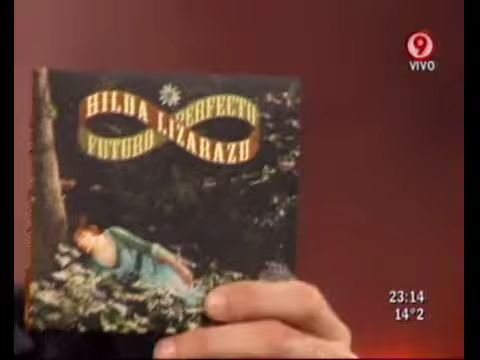 9
VIVO
HILDA LIZARAZU
FUTURO PERFECTO
23:14
14°2